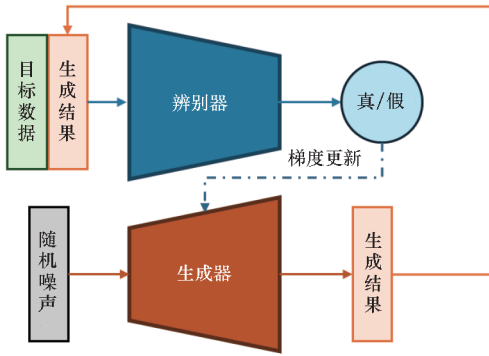 目标数据
生成结果
辨别器
真/假
梯度更新
随机噪声
生成器
生成结果